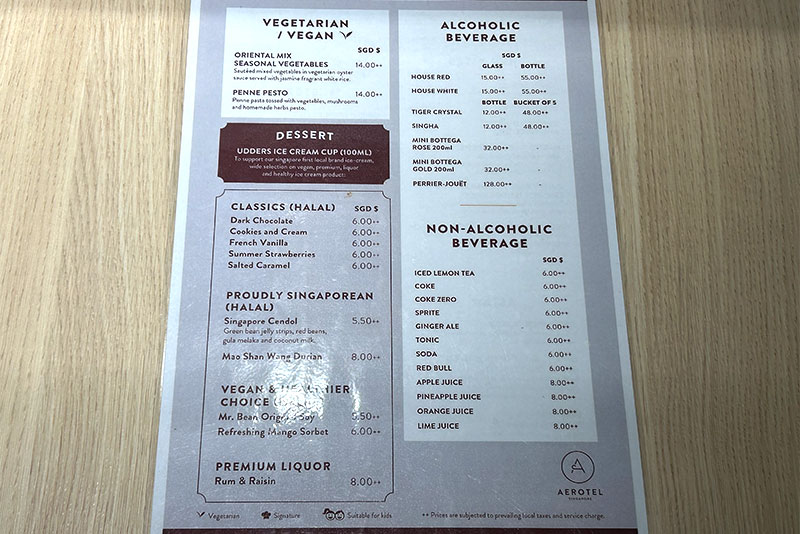 VEGETARIAN
/ VEGAN
SGD $
ORIENTAL MIX
SEASONAL VEGETABLES 14.00++
Sautéed mixed vegetables in vegetarian oyster
sauce served with jasmine fragrant white rice.
PENNE PESTO 14.00++
Penne pasta tossed with vegetables, mushrooms
and homemade herbs pesto.
DESSERT
UDDERS ICE CREAM CUP (100ML)
To support our singapore first local brand ice-cream,
wide selection on vegan, premium, liquor
and healthy ice cream product:
CLASSICS (HALAL) SGD $
Dark Chocolate 6.00++
Cookies and Cream 6.00++
French Vanilla 6.00++
Summer Strawberries 6.00++
Salted Caramel 6.00++
PROUDLY SINGAPOREAN
(HALAL)
Singapore Cendol 5.50++
Green bean jelly strips, red beans,
gula melaka and coconut milk.
Mao Shan Wang Durian 8.00++
VEGAN & HEALTHIER
CHOICE
Mr. Bean Original Soy 5.50++
Refreshing Mango Sorbet 6.00++
PREMIUM LIQUOR
Rum & Raisin 8.00++
ALCOHOLIC
BEVERAGE
SGD $
GLASS BOTTLE
HOUSE RED 15.00++ 55.00++
HOUSE WHITE 15.00++ 55.00++
BOTTLE BUCKET OF 5
TIGER CRYSTAL 12.00++ 48.00++
SINGHA 12.00++ 48.00++
MINI BOTTEGA
ROSE 200ml 32.00++ -
MINI BOTTEGA
GOLD 200ml 32.00++ -
PERRIER-JOUËT 128.00++ -
NON-ALCOHOLIC
BEVERAGE
SGD $
ICED LEMON TEA 6.00++
COKE 6.00++
COKE ZERO 6.00++
SPRITE 6.00++
GINGER ALE 6.00++
TONIC 6.00++
SODA 6.00++
RED BULL 6.00++
APPLE JUICE 8.00++
PINEAPPLE JUICE 8.00++
ORANGE JUICE 8.00++
LIME JUICE 8.00++
AEROTEL
SINGAPORE
Vegetarian Signature Suitable for kids ++ Prices are subjected to prevailing local taxes and service charge.